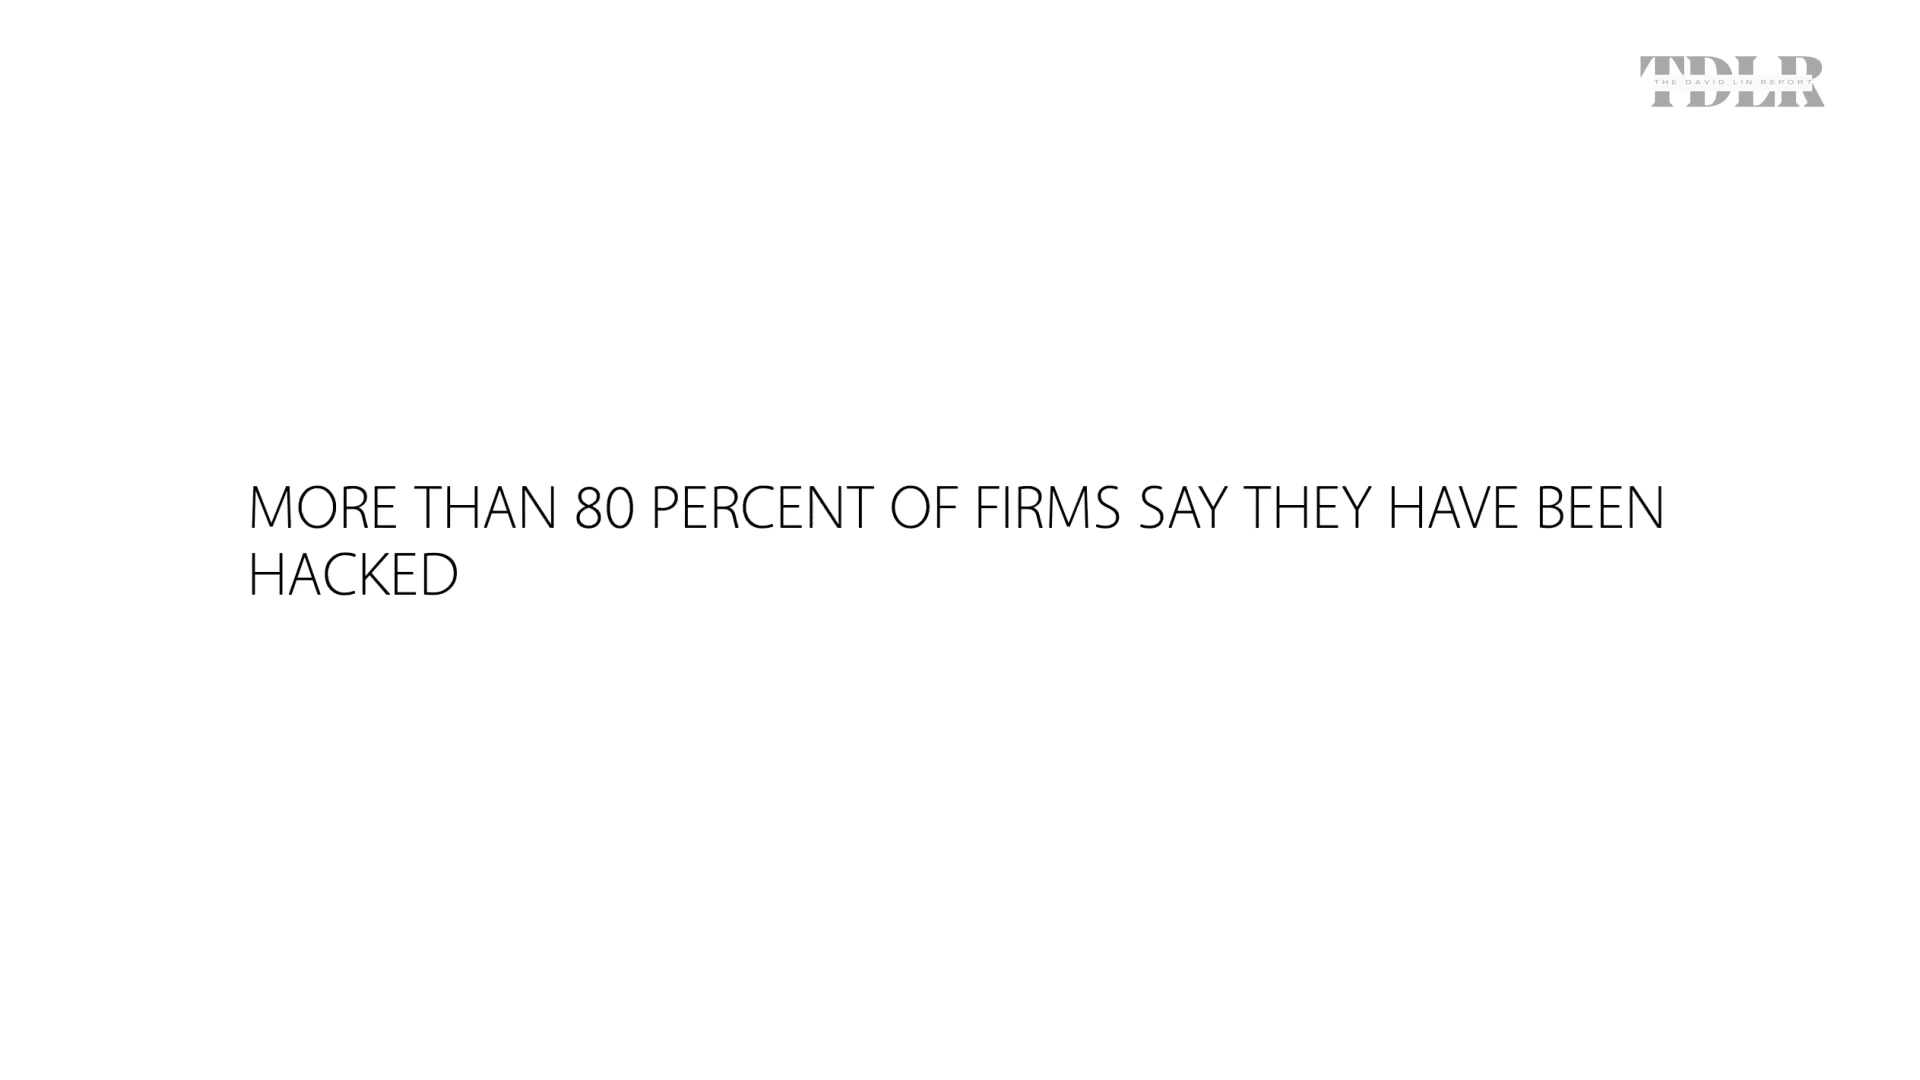 TDLR
THE DAVID LIN REPORT
MORE THAN 80 PERCENT OF FIRMS SAY THEY HAVE BEEN
HACKED